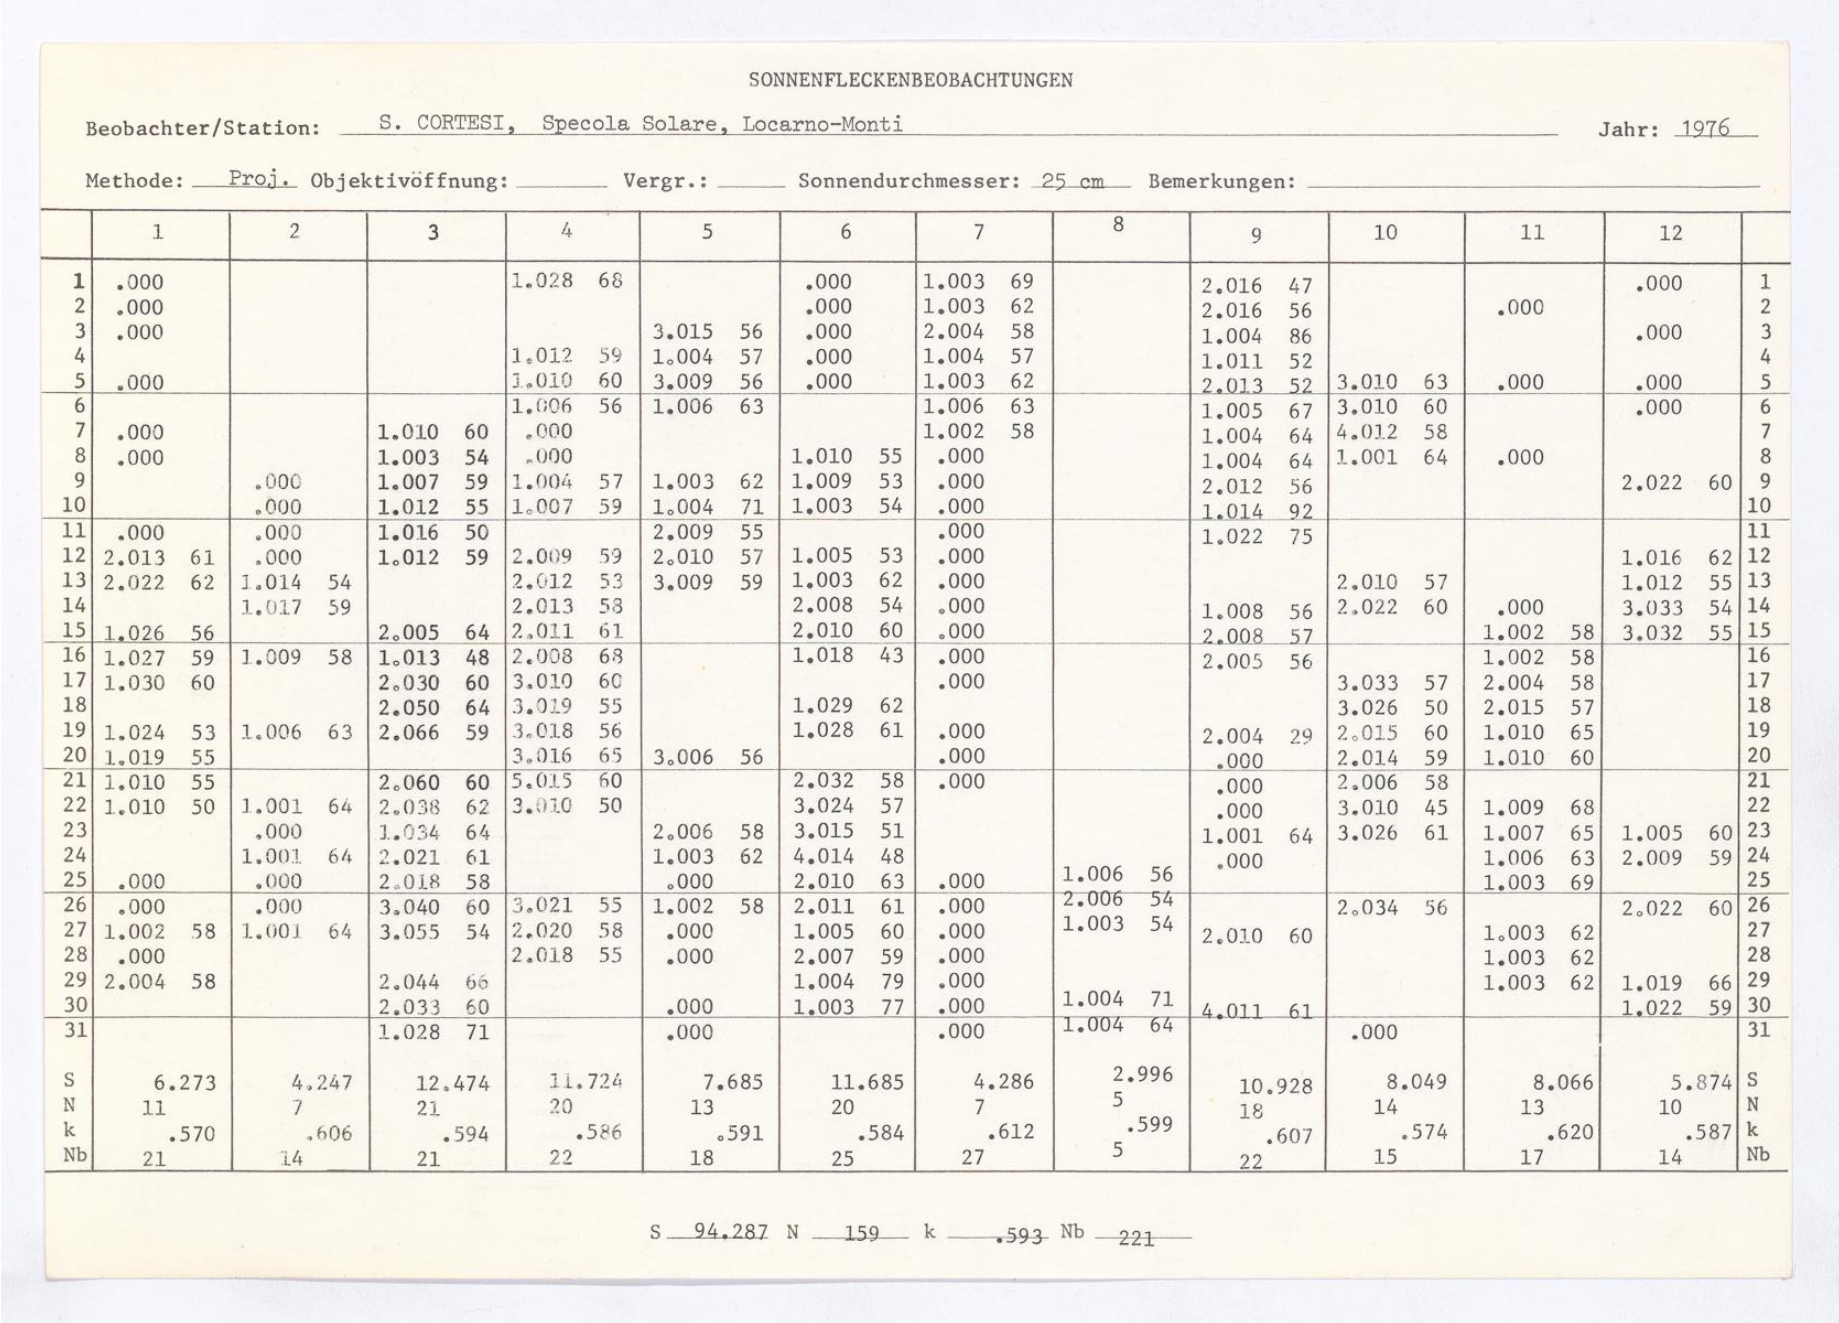 SONNENFLECKENBEOBACHTUNGEN
Beobachter/Station: S. CORTESI, Specola Solare, Locarno-Monti Jahr: 1976
Methode: Proj. Objektivöffnung: Vergr.: Sonnendurchmesser: 25 cm Bemerkungen:
1 2 3 4 5 6 7 8 9 10 11 12
1 .000 1.028 68 .000 1.003 69 2.016 47 .000 1
2 .000 .000 1.003 62 2.016 56 .000 2
3 .000 3.015 56 .000 2.004 58 1.004 86 .000 3
4 1.012 59 1.004 57 .000 1.004 57 1.011 52 4
5 .000 1.010 60 3.009 56 .000 1.003 62 2.013 52 3.010 63 .000 .000 5
6 1.006 56 1.006 63 1.006 63 1.005 67 3.010 60 .000 6
7 .000 1.010 60 .000 1.002 58 1.004 64 4.012 58 7
8 .000 1.003 54 .000 1.010 55 .000 1.004 64 1.001 64 .000 8
9 .000 1.007 59 1.004 57 1.003 62 1.009 53 .000 2.012 56 2.022 60 9
10 .000 1.012 55 1.007 59 1.004 71 1.003 54 .000 1.014 92 10
11 .000 .000 1.016 50 2.009 55 .000 1.022 75 11
12 2.013 61 .000 1.012 59 2.009 59 2.010 57 1.005 53 .000 1.016 62 12
13 2.022 62 1.014 54 2.012 53 3.009 59 1.003 62 .000 2.010 57 1.012 55 13
14 1.017 59 2.013 58 2.008 54 .000 1.008 56 2.022 60 .000 3.033 54 14
15 1.026 56 2.005 64 2.011 61 2.010 60 .000 2.008 57 1.002 58 3.032 55 15
16 1.027 59 1.009 58 1.013 48 2.008 68 1.018 43 .000 2.005 56 1.002 58 16
17 1.030 60 2.030 60 3.010 60 .000 3.033 57 2.004 58 17
18 2.050 64 3.019 55 1.029 62 3.026 50 2.015 57 18
19 1.024 53 1.006 63 2.066 59 3.018 56 1.028 61 .000 2.004 29 2.015 60 1.010 65 19
20 1.019 55 3.016 65 3.006 56 .000 .000 2.014 59 1.010 60 20
21 1.010 55 2.060 60 5.015 60 2.032 58 .000 .000 2.006 58 21
22 1.010 50 1.001 64 2.038 62 3.010 50 3.024 57 .000 3.010 45 1.009 68 22
23 .000 1.034 64 2.006 58 3.015 51 1.001 64 3.026 61 1.007 65 1.005 60 23
24 1.001 64 2.021 61 1.003 62 4.014 48 .000 1.006 63 2.009 59 24
25 .000 .000 2.018 58 .000 2.010 63 .000 1.006 56 1.003 69 25
26 .000 .000 3.040 60 3.021 55 1.002 58 2.011 61 .000 2.006 54 2.034 56 2.022 60 26
27 1.002 58 1.001 64 3.055 54 2.020 58 .000 1.005 60 .000 1.003 54 2.010 60 1.003 62 27
28 .000 2.018 55 .000 2.007 59 .000 1.003 62 28
29 2.004 58 2.044 66 1.004 79 .000 1.003 62 1.019 66 29
30 2.033 60 .000 1.003 77 .000 1.004 71 4.011 61 1.022 59 30
31 1.028 71 .000 .000 1.004 64 .000 31
S 6.273 4.247 12.474 11.724 7.685 11.685 4.286 2.996 10.928 8.049 8.066 5.874 S
N 11 7 21 20 13 20 7 5 18 14 13 10 N
k .570 .606 .594 .586 .591 .584 .612 .599 .607 .574 .620 .587 k
Nb 21 14 21 22 18 25 27 5 22 15 17 14 Nb
S 94.287 N 159 k .593 Nb 221